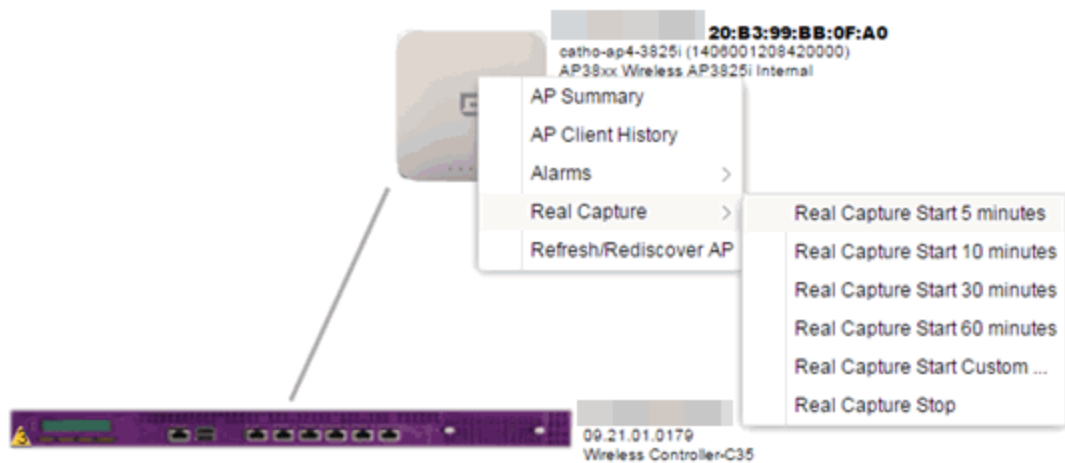 20:B3:99:BB:0F:A0
catho-ap4-3825i (1406001208420000)
AP38xx Wireless AP3825i Internal
AP Summary
AP Client History
Alarms
Real Capture
Refresh/Rediscover AP
Real Capture Start 5 minutes
Real Capture Start 10 minutes
Real Capture Start 30 minutes
Real Capture Start 60 minutes
Real Capture Start Custom ...
Real Capture Stop
3
09.21.01.0179
Wireless Controller-C35